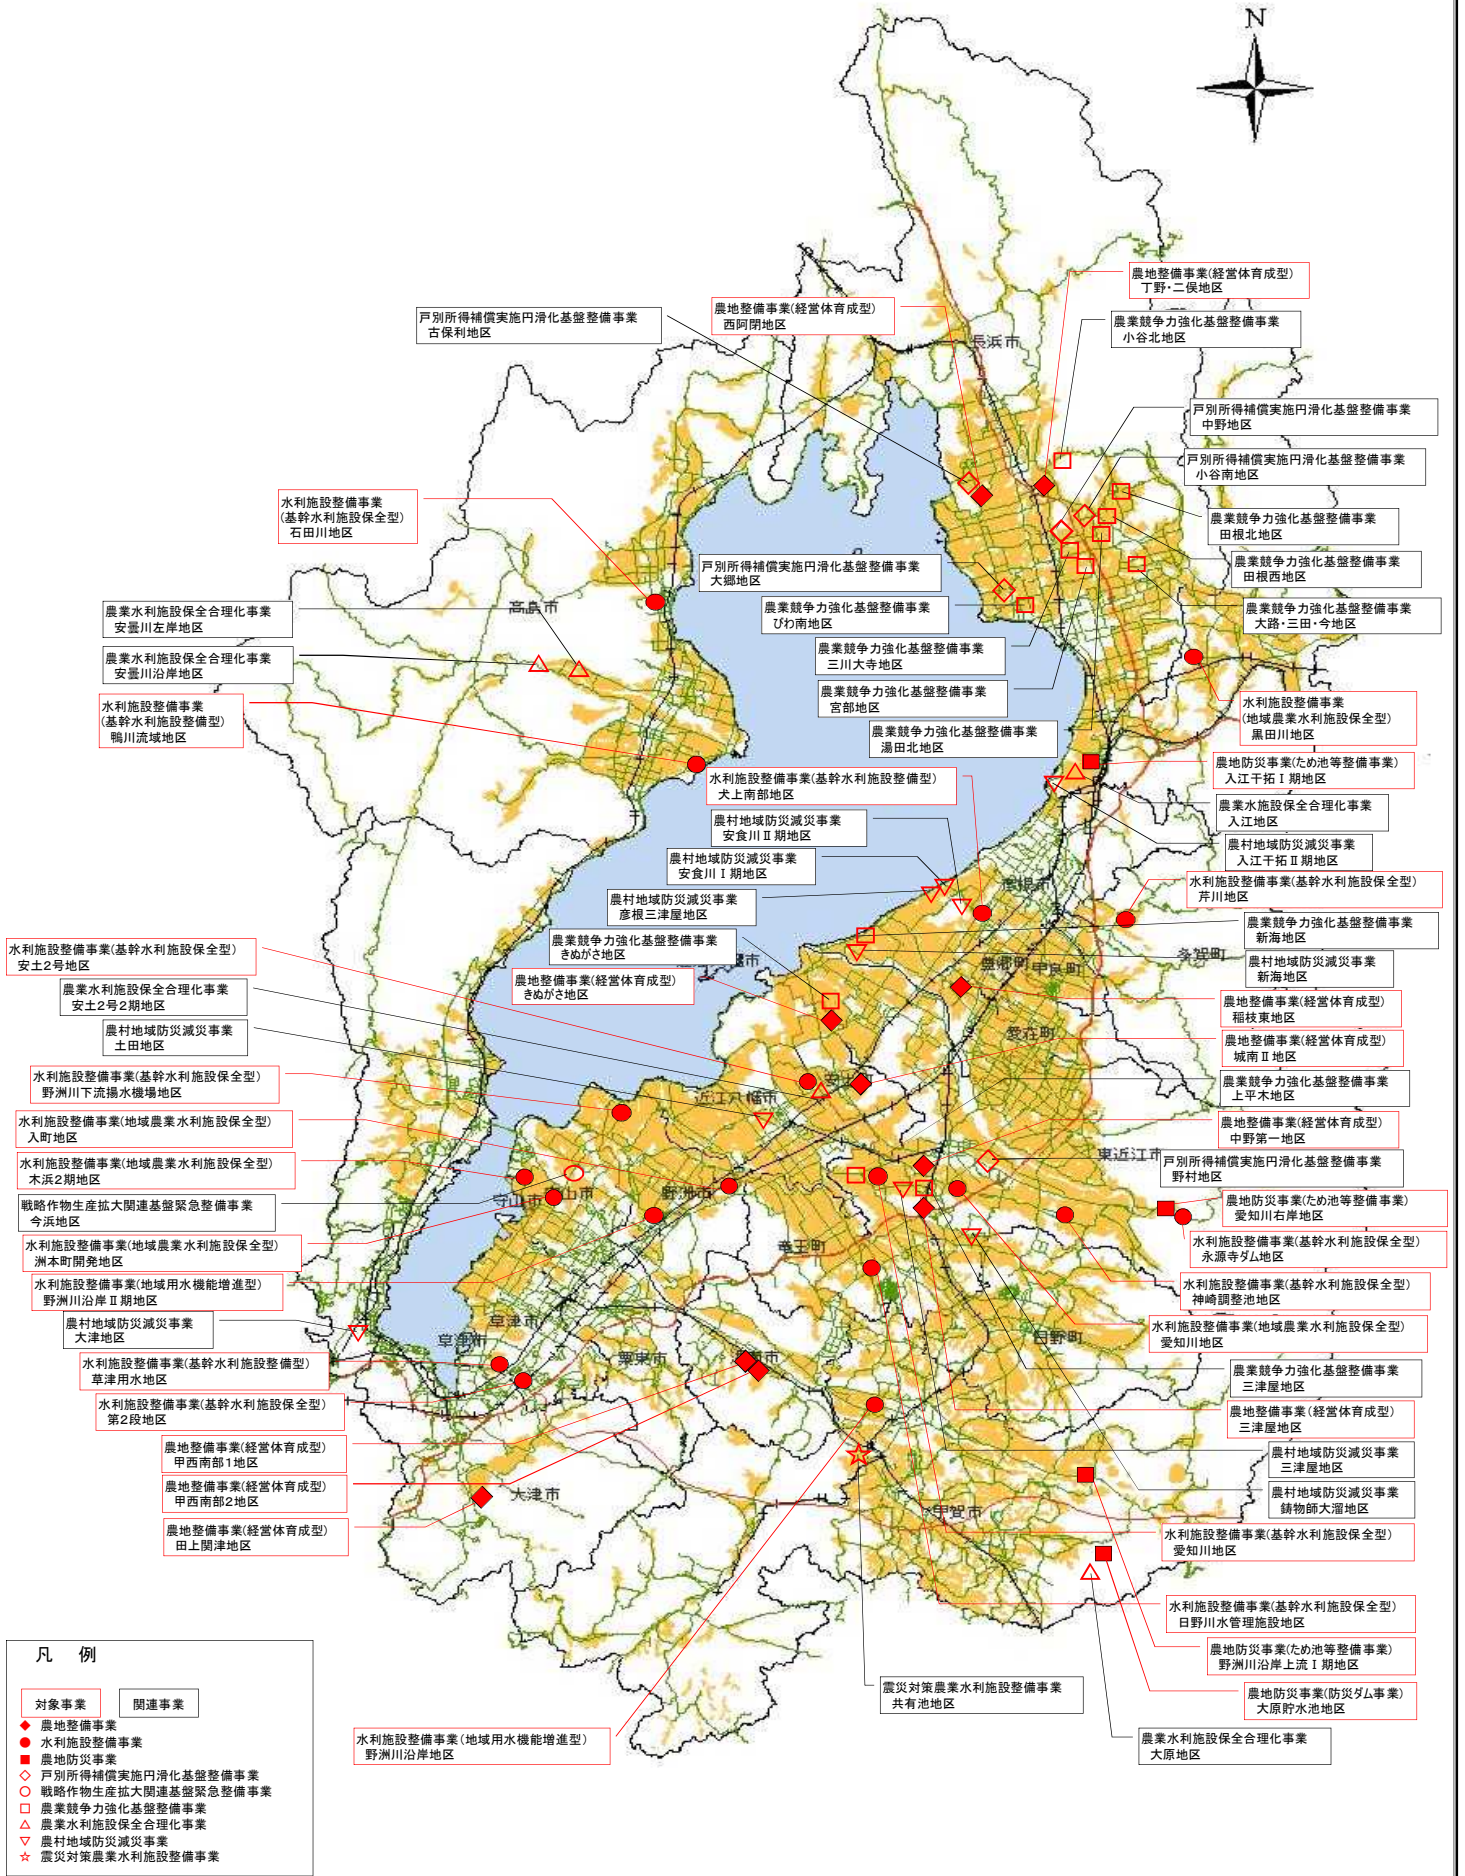 N
農地整備事業(経営体育成型)
丁野・二俣地区
戸別所得補償実施円滑化基盤整備事業
古保利地区
農地整備事業(経営体育成型)
西阿閉地区
農業競争力強化基盤整備事業
小谷北地区
長浜市
戸別所得補償実施円滑化基盤整備事業
中野地区
戸別所得補償実施円滑化基盤整備事業
小谷南地区
水利施設整備事業
(基幹水利施設保全型)
石田川地区
農業競争力強化基盤整備事業
田根北地区
戸別所得補償実施円滑化基盤整備事業
大郷地区
農業競争力強化基盤整備事業
田根西地区
農業水利施設保全合理化事業
安曇川左岸地区
高島市
農業競争力強化基盤整備事業
びわ南地区
農業競争力強化基盤整備事業
大路・三田・今地区
農業水利施設保全合理化事業
安曇川沿岸地区
農業競争力強化基盤整備事業
三川大寺地区
農業競争力強化基盤整備事業
宮部地区
水利施設整備事業
(基幹水利施設整備型)
鴨川流域地区
水利施設整備事業
(地域農業水利施設保全型)
黒田川地区
農業競争力強化基盤整備事業
湯田北地区
農地防災事業(ため池等整備事業)
入江干拓Ⅰ期地区
水利施設整備事業(基幹水利施設整備型)
犬上南部地区
農業水施設保全合理化事業
入江地区
農村地域防災減災事業
安食川Ⅱ期地区
農村地域防災減災事業
入江干拓Ⅱ期地区
農村地域防災減災事業
安食川Ⅰ期地区
水利施設整備事業(基幹水利施設保全型)
芹川地区
彦根市
農村地域防災減災事業
彦根三津屋地区
農業競争力強化基盤整備事業
新海地区
水利施設整備事業(基幹水利施設保全型)
安土2号地区
農業競争力強化基盤整備事業
きぬがさ地区
多賀町
豊郷町
甲良町
農村地域防災減災事業
新海地区
農地整備事業(経営体育成型)
きぬがさ地区
農業水利施設保全合理化事業
安土2号2期地区
農地整備事業(経営体育成型)
稲枝東地区
農村地域防災減災事業
土田地区
愛荘町
農地整備事業(経営体育成型)
城南Ⅱ地区
水利施設整備事業(基幹水利施設保全型)
野洲川下流揚水機場地区
農業競争力強化基盤整備事業
上平木地区
近江八幡市
水利施設整備事業(地域農業水利施設保全型)
入町地区
農地整備事業(経営体育成型)
中野第一地区
東近江市
水利施設整備事業(地域農業水利施設保全型)
木浜2期地区
戸別所得補償実施円滑化基盤整備事業
野村地区
守山市
野洲市
戦略作物生産拡大関連基盤緊急整備事業
今浜地区
農地防災事業(ため池等整備事業)
愛知川右岸地区
水利施設整備事業(地域農業水利施設保全型)
洲本町開発地区
竜王町
水利施設整備事業(基幹水利施設保全型)
永源寺ダム地区
水利施設整備事業(地域用水機能増進型)
野洲川沿岸Ⅱ期地区
水利施設整備事業(基幹水利施設保全型)
神崎調整池地区
農村地域防災減災事業
大津地区
草津市
草津市
日野町
水利施設整備事業(地域農業水利施設保全型)
愛知川地区
栗東市
水利施設整備事業(基幹水利施設整備型)
草津用水地区
農業競争力強化基盤整備事業
三津屋地区
水利施設整備事業(基幹水利施設保全型)
第2段地区
農地整備事業(経営体育成型)
三津屋地区
農地整備事業(経営体育成型)
甲西南部1地区
農村地域防災減災事業
三津屋地区
農地整備事業(経営体育成型)
甲西南部2地区
大津市
甲賀市
農村地域防災減災事業
鋳物師大溜地区
農地整備事業(経営体育成型)
田上関津地区
水利施設整備事業(基幹水利施設保全型)
愛知川地区
水利施設整備事業(基幹水利施設保全型)
日野川水管理施設地区
農地防災事業(ため池等整備事業)
野洲川沿岸上流Ⅰ期地区
震災対策農業水利施設整備事業
共有池地区
農地防災事業(防災ダム事業)
大原貯水池地区
水利施設整備事業(地域用水機能増進型)
野洲川沿岸地区
農業水利施設保全合理化事業
大原地区
凡 例
対象事業 関連事業
農地整備事業
水利施設整備事業
農地防災事業
戸別所得補償実施円滑化基盤整備事業
戦略作物生産拡大関連基盤緊急整備事業
農業競争力強化基盤整備事業
農業水利施設保全合理化事業
農村地域防災減災事業
震災対策農業水利施設整備事業